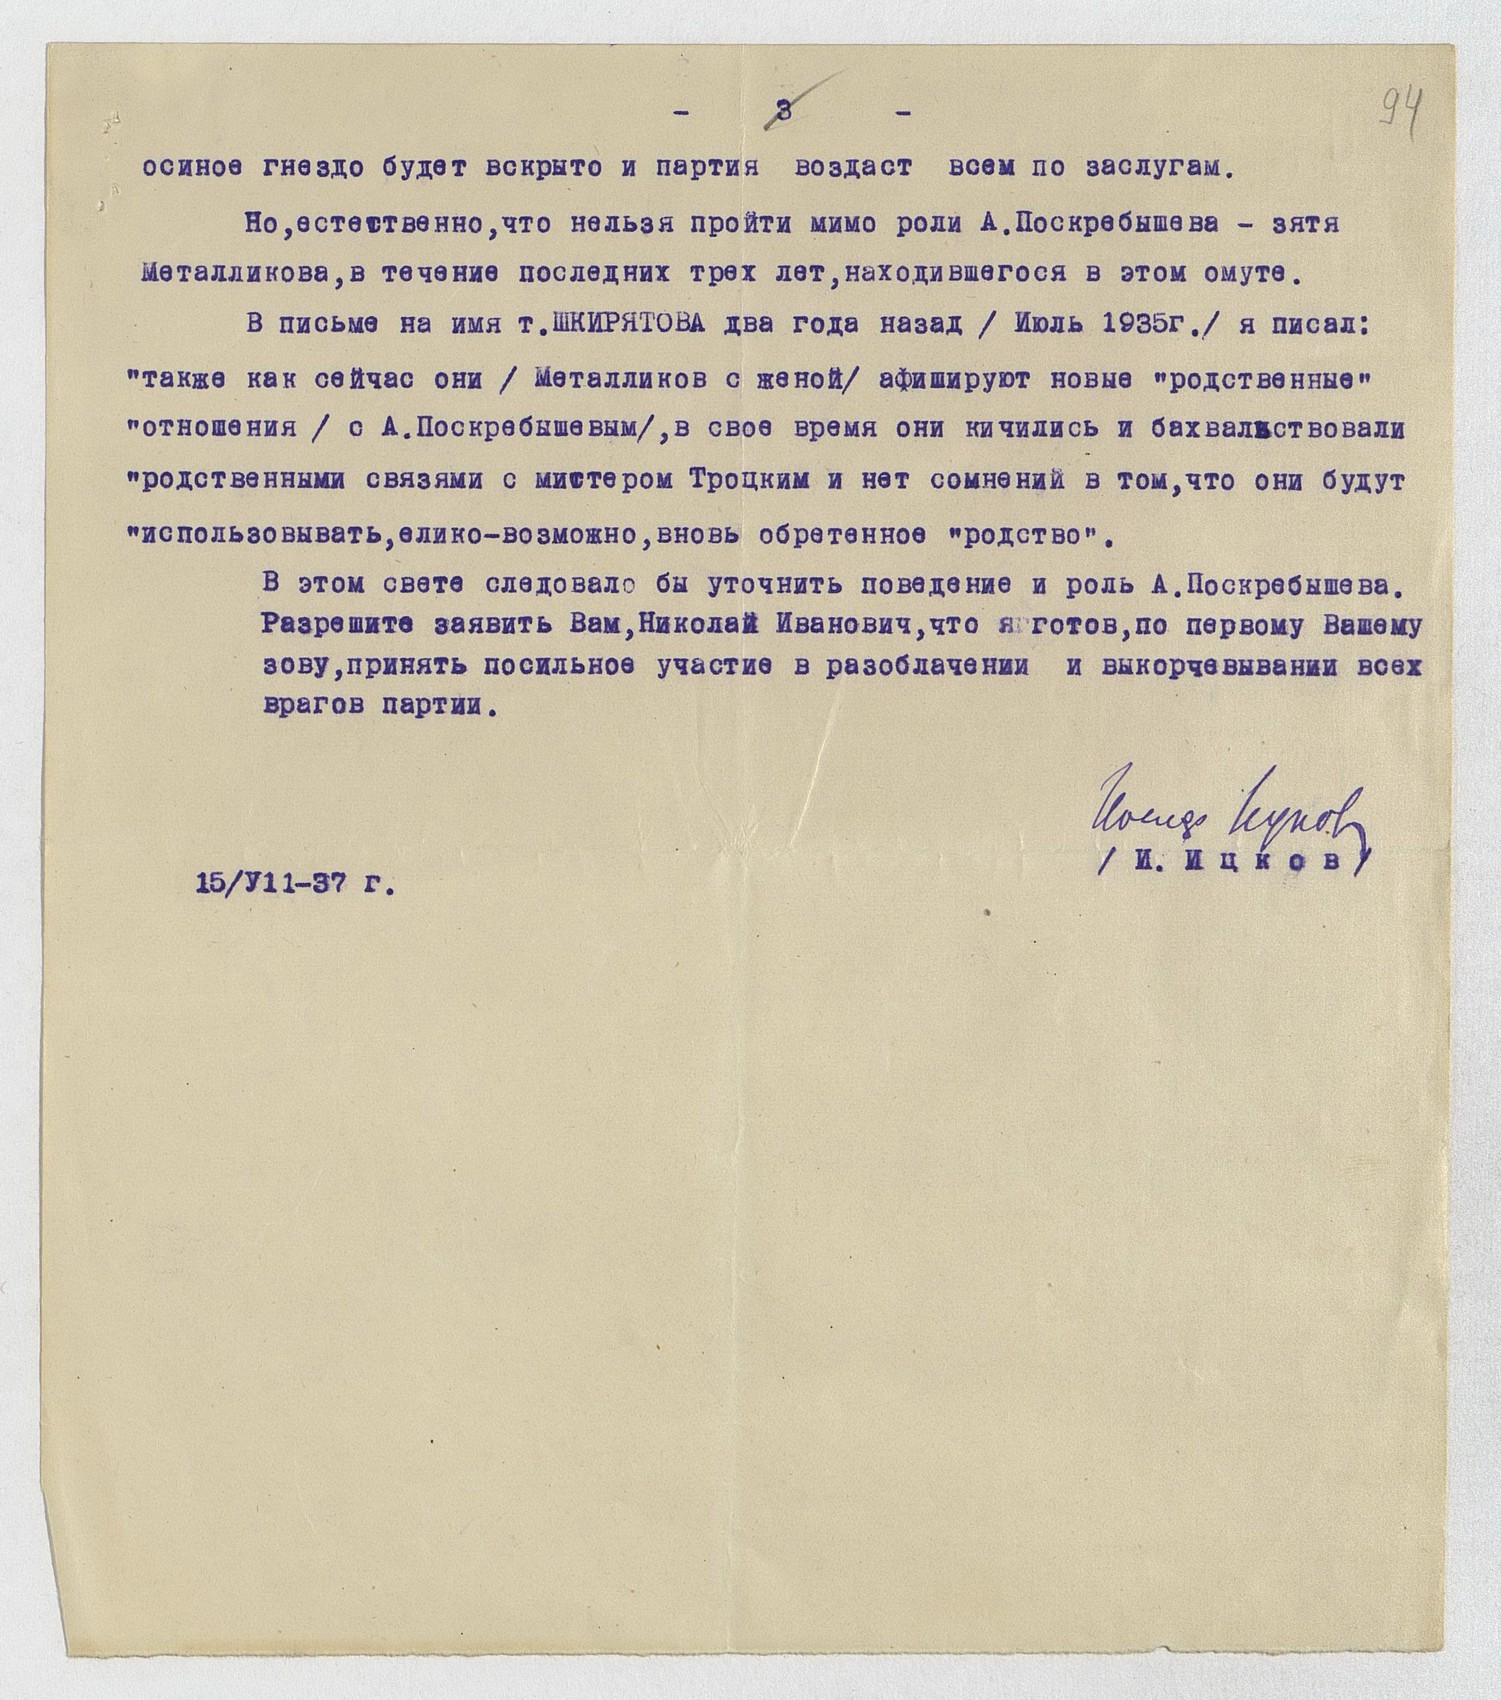 - 3 -
94
осиное гнездо будет вскрыто и партия воздаст всем по заслугам.
Но,естественно,что нельзя пройти мимо роли А.Поскребышева - зятя
Металликова,в течение последних трех лет,находившегося в этом омуте.
В письме на имя т.ШКИРЯТОВА два года назад / Июль 1935г./ я писал:
"также как сейчас они / Металликов с женой/ афишируют новые "родственные"
"отношения / с А.Поскребышевым/,в свое время они кичились и бахвальствовали
"родственными связями с мистером Троцким и нет сомнений в том,что они будут
"использовывать,елико-возможно,вновь обретенное "родство".
В этом свете следовало бы уточнить поведение и роль А.Поскребышева.
Разрешите заявить Вам,Николай Иванович,что я готов,по первому Вашему
зову,принять посильное участие в разоблачении и выкорчевывании всех
врагов партии.
Иосиф Ицков
/ И. И ц к о в /
15/У11-37 г.